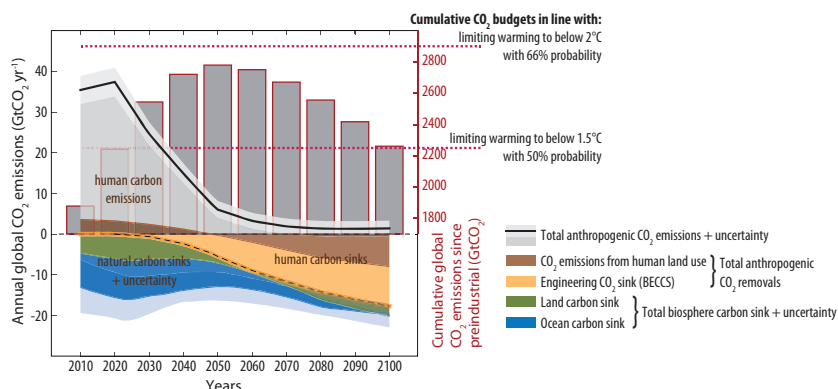 Cumulative CO₂ budgets in line with:
limiting warming to below 2°C
with 66% probability
limiting warming to below 1.5°C
with 50% probability
Annual global CO₂ emissions (GtCO₂ yr⁻¹)
40
30
20
10
0
-10
-20
human carbon
emissions
natural carbon sinks
+ uncertainty
human carbon sinks
2800
2600
2400
2200
2000
1800
Cumulative global
CO₂ emissions since
preindustrial (GtCO₂)
2010 2020 2030 2040 2050 2060 2070 2080 2090 2100
Years
Total anthropogenic CO₂ emissions + uncertainty
CO₂ emissions from human land use
Engineering CO₂ sink (BECCS)
Total anthropogenic
CO₂ removals
Land carbon sink
Ocean carbon sink
Total biosphere carbon sink + uncertainty